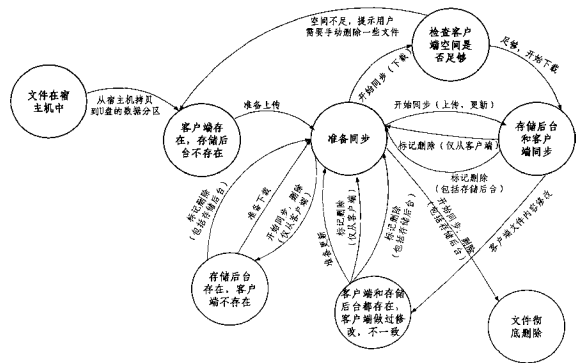 空间不足，提示用户
需要手动删除一些文件
检查客户
端空间是
否足够
足够，开始下载
开始同步（下载）
文件在宿
主机中
从宿主机拷贝
到U盘的数据分区
客户端存
在，存储后
台不存在
准备上传
准备同步
开始同步（上传、更新）
标记删除（仅从客户端）
标记删除
（包括存储后台）
存储后台
和客户
端同步
标记删除
（包括存储后台）
准备下载
开始同步，删除
（仅从客户端）
准备更新
标记删除
（仅从客户端）
标记删除
（包括存储后台）
开始同步，删除
（包括存储后台）
客户端文件内容修改
存储后台
存在，客户
端不存在
客户端和存储
后台都存在，
客户端做过修
改，不一致
文件彻
底删除